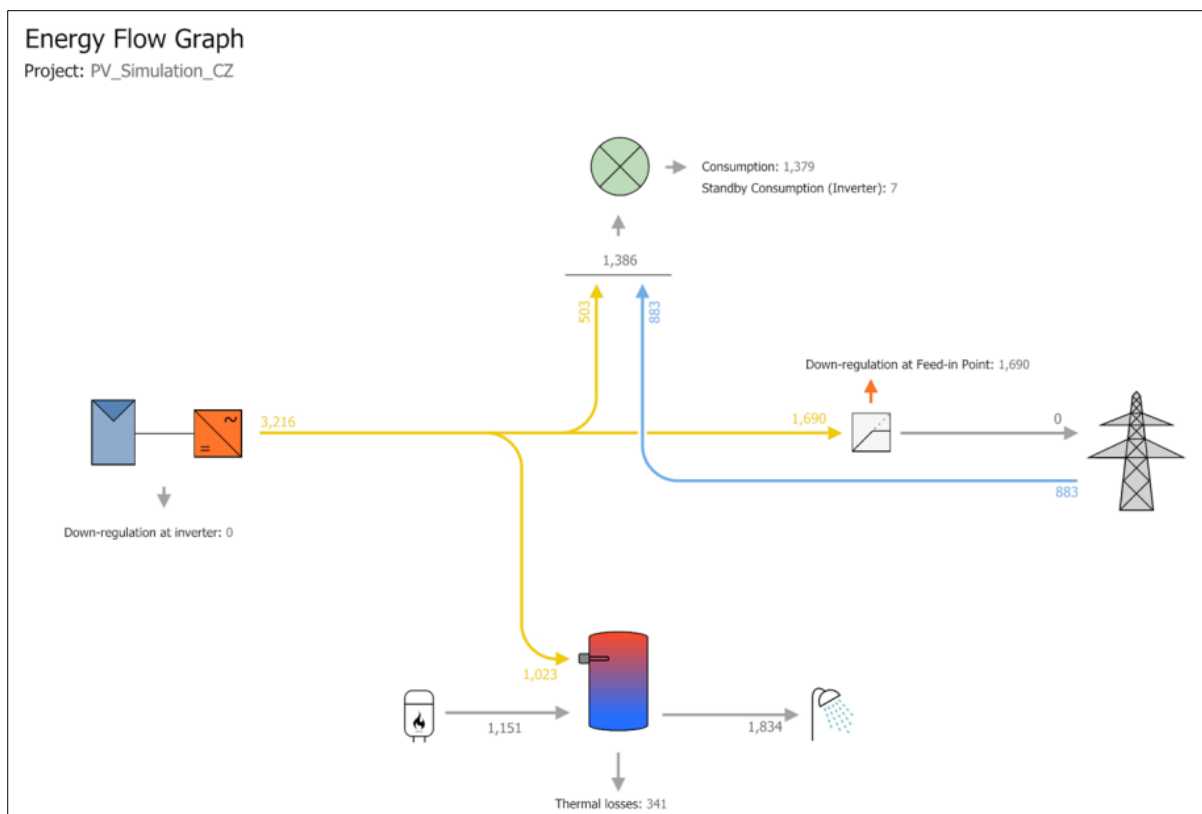 Energy Flow Graph
Project: PV_Simulation_CZ
Consumption: 1,379
Standby Consumption (Inverter): 7
1,386
503
883
Down-regulation at Feed-in Point: 1,690
3,216
1,690
0
883
Down-regulation at inverter: 0
1,023
1,151
1,834
Thermal losses: 341